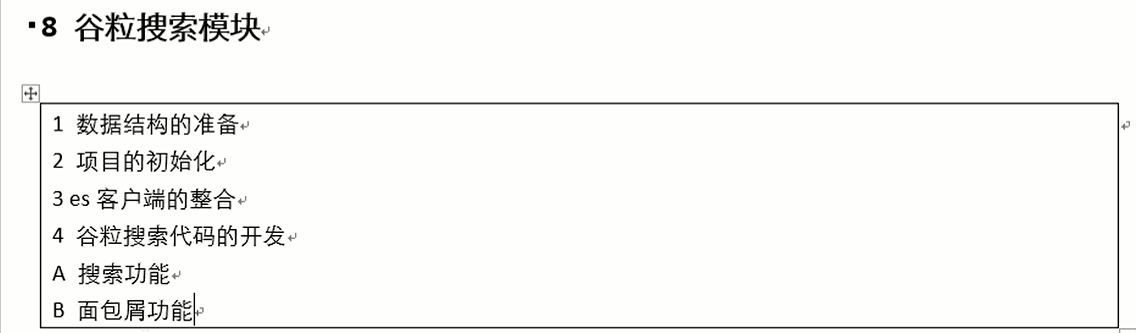 8 谷粒搜索模块
1 数据结构的准备
2 项目的初始化
3 es 客户端的整合
4 谷粒搜索代码的开发
A 搜索功能
B 面包屑功能